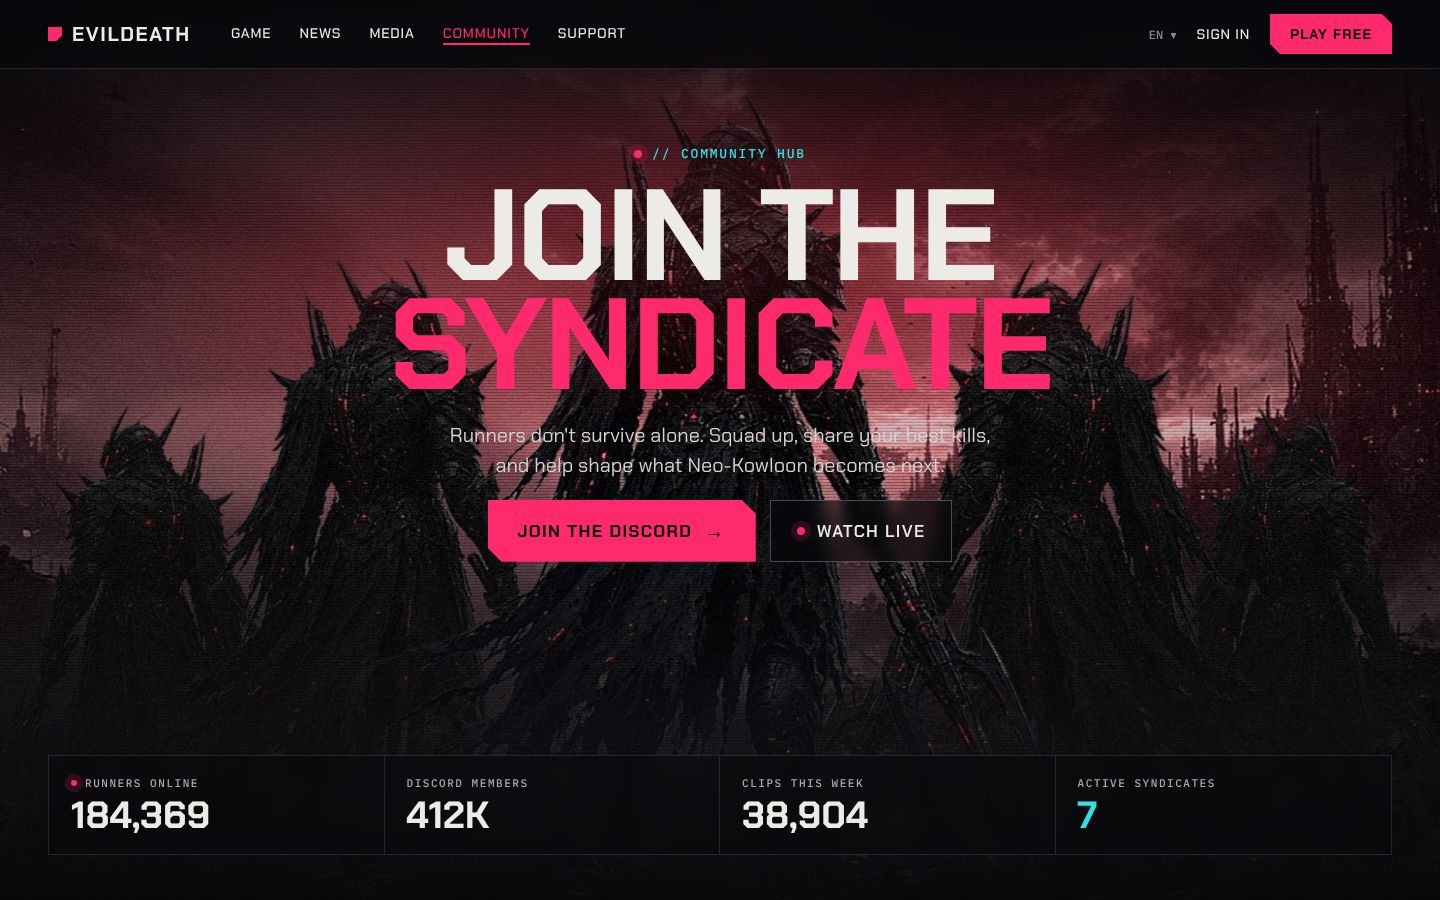 EVILDEATH
GAME
NEWS
MEDIA
COMMUNITY
SUPPORT
EN ▾
SIGN IN
PLAY FREE
// COMMUNITY HUB
JOIN THE
SYNDICATE
Runners don't survive alone. Squad up, share your best kills,
and help shape what Neo-Kowloon becomes next.
JOIN THE DISCORD →
WATCH LIVE
RUNNERS ONLINE
184,369
DISCORD MEMBERS
412K
CLIPS THIS WEEK
38,904
ACTIVE SYNDICATES
7